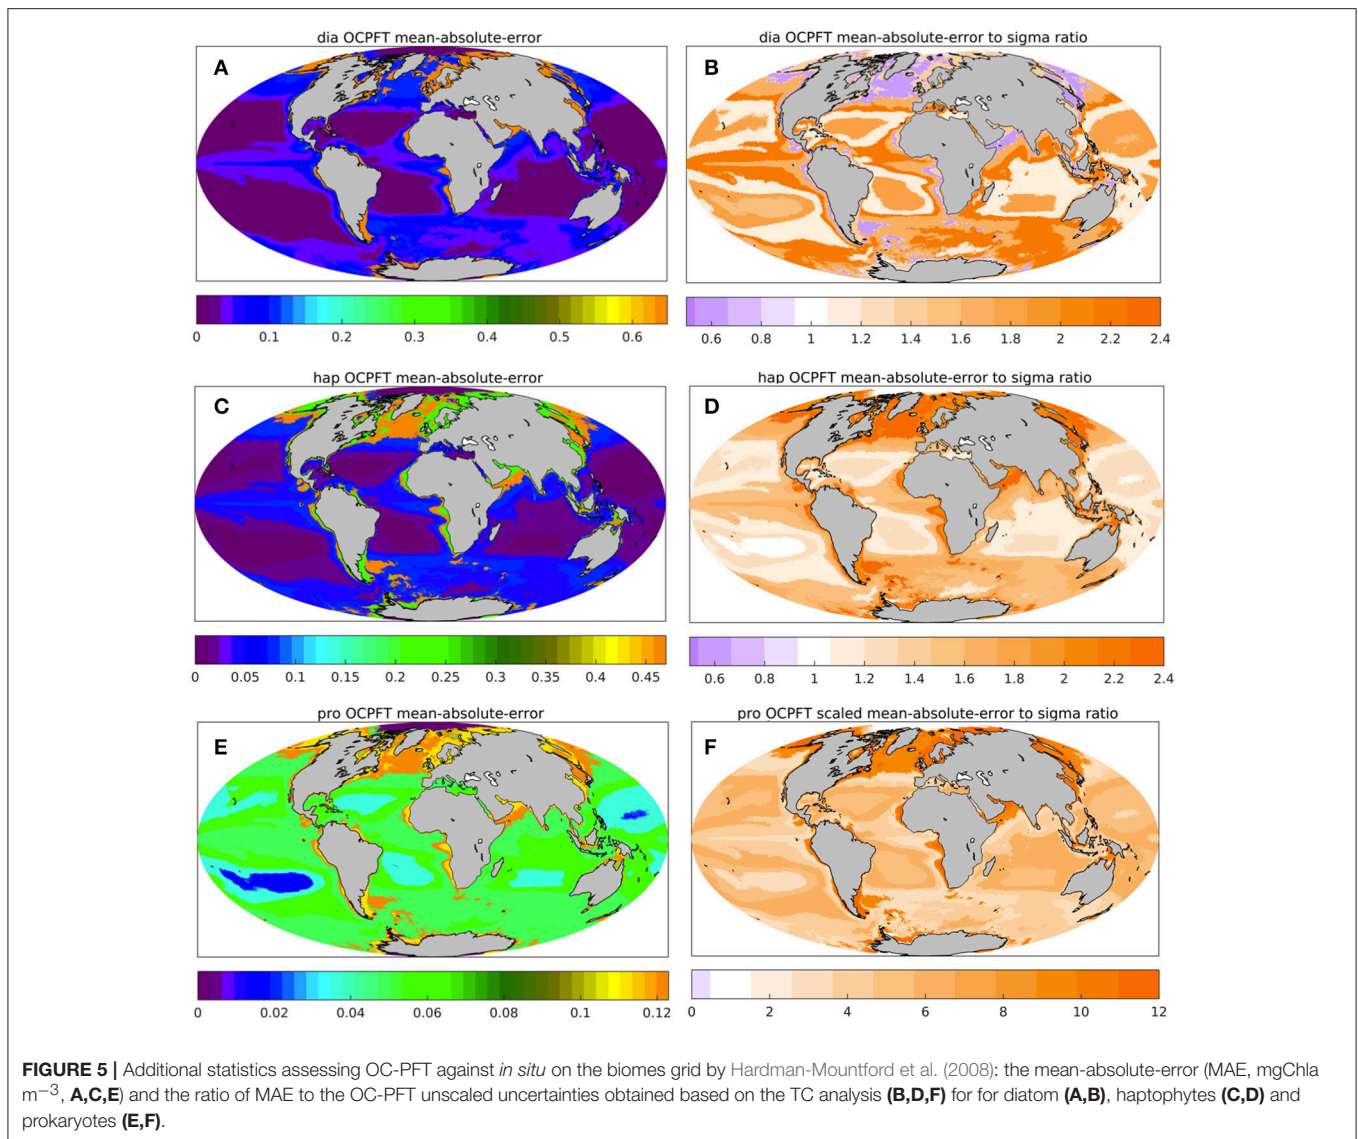 dia OCPFT mean-absolute-error
A
0 0.1 0.2 0.3 0.4 0.5 0.6
dia OCPFT mean-absolute-error to sigma ratio
B
0.6 0.8 1 1.2 1.4 1.6 1.8 2 2.2 2.4
hap OCPFT mean-absolute-error
C
0 0.05 0.1 0.15 0.2 0.25 0.3 0.35 0.4 0.45
hap OCPFT mean-absolute-error to sigma ratio
D
0.6 0.8 1 1.2 1.4 1.6 1.8 2 2.2 2.4
pro OCPFT mean-absolute-error
E
0 0.02 0.04 0.06 0.08 0.1 0.12
pro OCPFT scaled mean-absolute-error to sigma ratio
F
0 2 4 6 8 10 12
FIGURE 5 | Additional statistics assessing OC-PFT against in situ on the biomes grid by Hardman-Mountford et al. (2008): the mean-absolute-error (MAE, mgChla
m−3, A,C,E) and the ratio of MAE to the OC-PFT unscaled uncertainties obtained based on the TC analysis (B,D,F) for for diatom (A,B), haptophytes (C,D) and
prokaryotes (E,F).